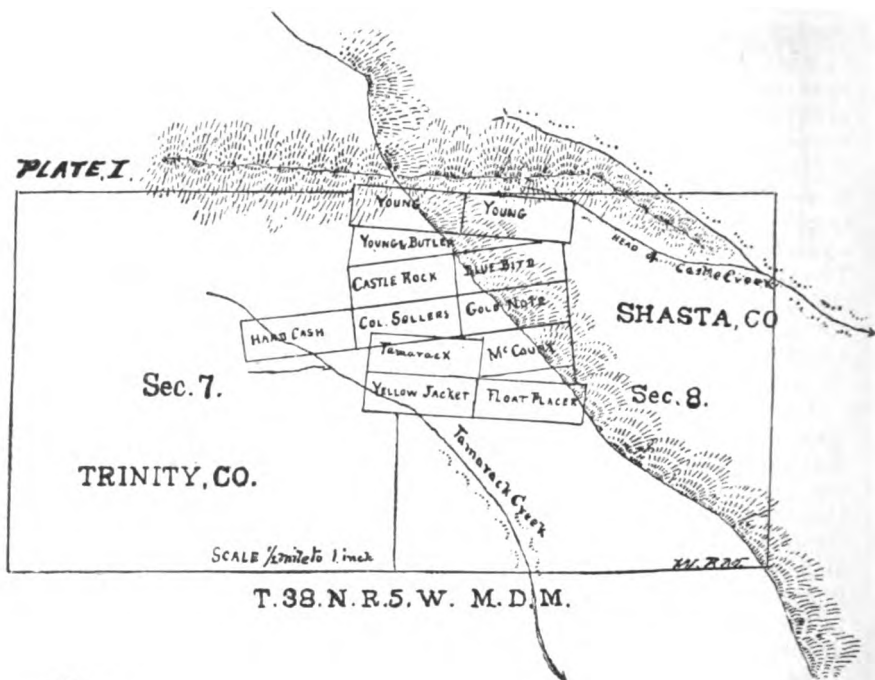 PLATE, I.
YOUNG
YOUNG
YOUNG & BUTLER
CASTLE ROCK
BLUE BIRD
HEAD of Castle Creek
HARD CASH
COL. SELLERS
GOLD NOTE
SHASTA, CO
Tamarack
McCourt
Sec. 7.
YELLOW JACKET
FLOAT PLACER
Sec. 8.
Tamarack Creek
TRINITY, CO.
SCALE 1/2 mile to 1. inch
T. 38. N. R. 5. W. M. D. M.